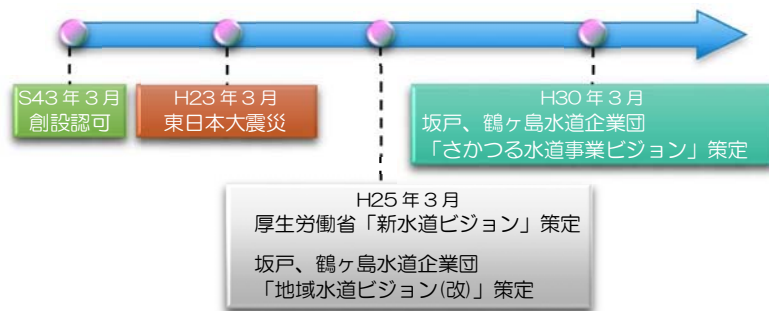 S43年3月
創設認可
H23年3月
東日本大震災
H25年3月
厚生労働省「新水道ビジョン」策定
坂戸、鶴ヶ島水道企業団
「地域水道ビジョン(改)」策定
H30年3月
坂戸、鶴ヶ島水道企業団
「さかつる水道事業ビジョン」策定